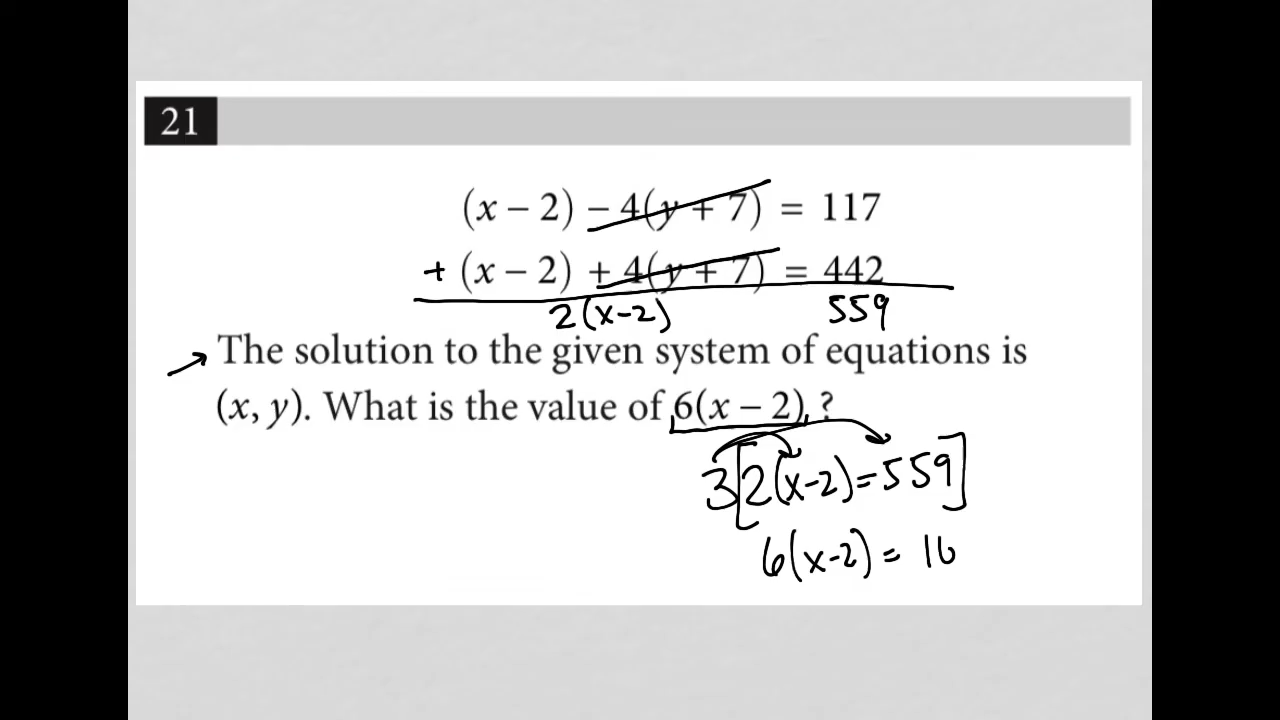 21
(x − 2) − 4(y + 7) = 117
+ (x − 2) + 4(y + 7) = 442
2(x-2) 559
The solution to the given system of equations is
(x, y). What is the value of 6(x − 2) ?
3[2(x-2)=559]
6(x-2) = 16